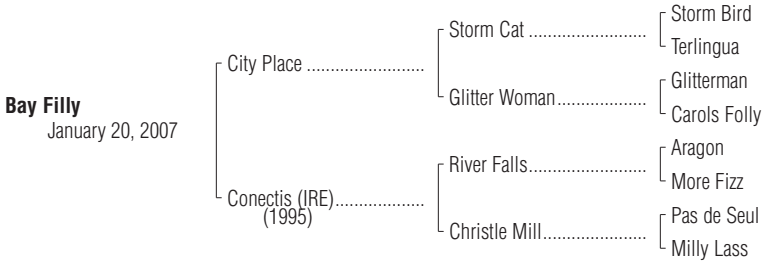 Bay Filly
January 20, 2007
City Place ........................
Conectis (IRE)..................
(1995)
Storm Cat ........................
Glitter Woman..................
River Falls........................
Christle Mill.....................
Storm Bird
Terlingua
Glitterman
Carols Folly
Aragon
More Fizz
Pas de Seul
Milly Lass